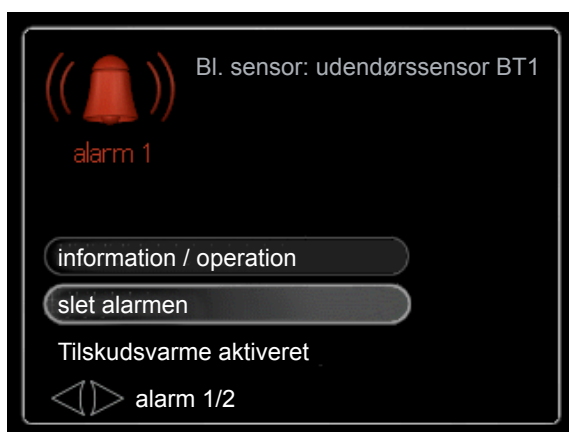 Bl. sensor: udendørssensor BT1
alarm 1
information / operation
slet alarmen
Tilskudsvarme aktiveret
alarm 1/2